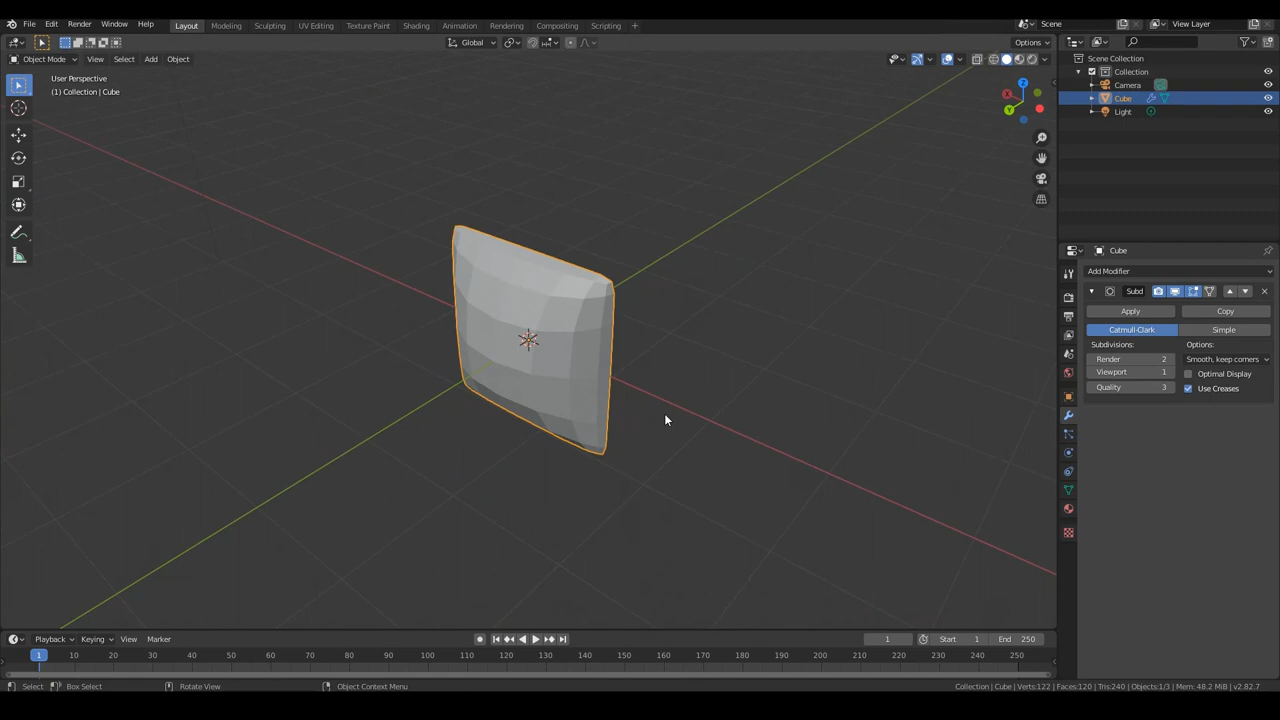 File Edit Render Window Help Layout Modeling Sculpting UV Editing Texture Paint Shading Animation Rendering Compositing Scripting + Scene View Layer
Global Options
Object Mode View Select Add Object
User Perspective
(1) Collection | Cube
Scene Collection
Collection
Camera
Cube
Light
X
Y
Z
Cube
Add Modifier
Subd
Apply Copy
Catmull-Clark Simple
Subdivisions: Options:
Render 2 Smooth, keep corners
Viewport 1 Optimal Display
Quality 3 Use Creases
Playback Keying View Marker 1 Start 1 End 250
1 10 20 30 40 50 60 70 80 90 100 110 120 130 140 150 160 170 180 190 200 210 220 230 240 250
Select Box Select Rotate View Object Context Menu Collection | Cube | Verts:122 | Faces:120 | Tris:240 | Objects:1/3 | Mem: 48.2 MiB | v2.82.7